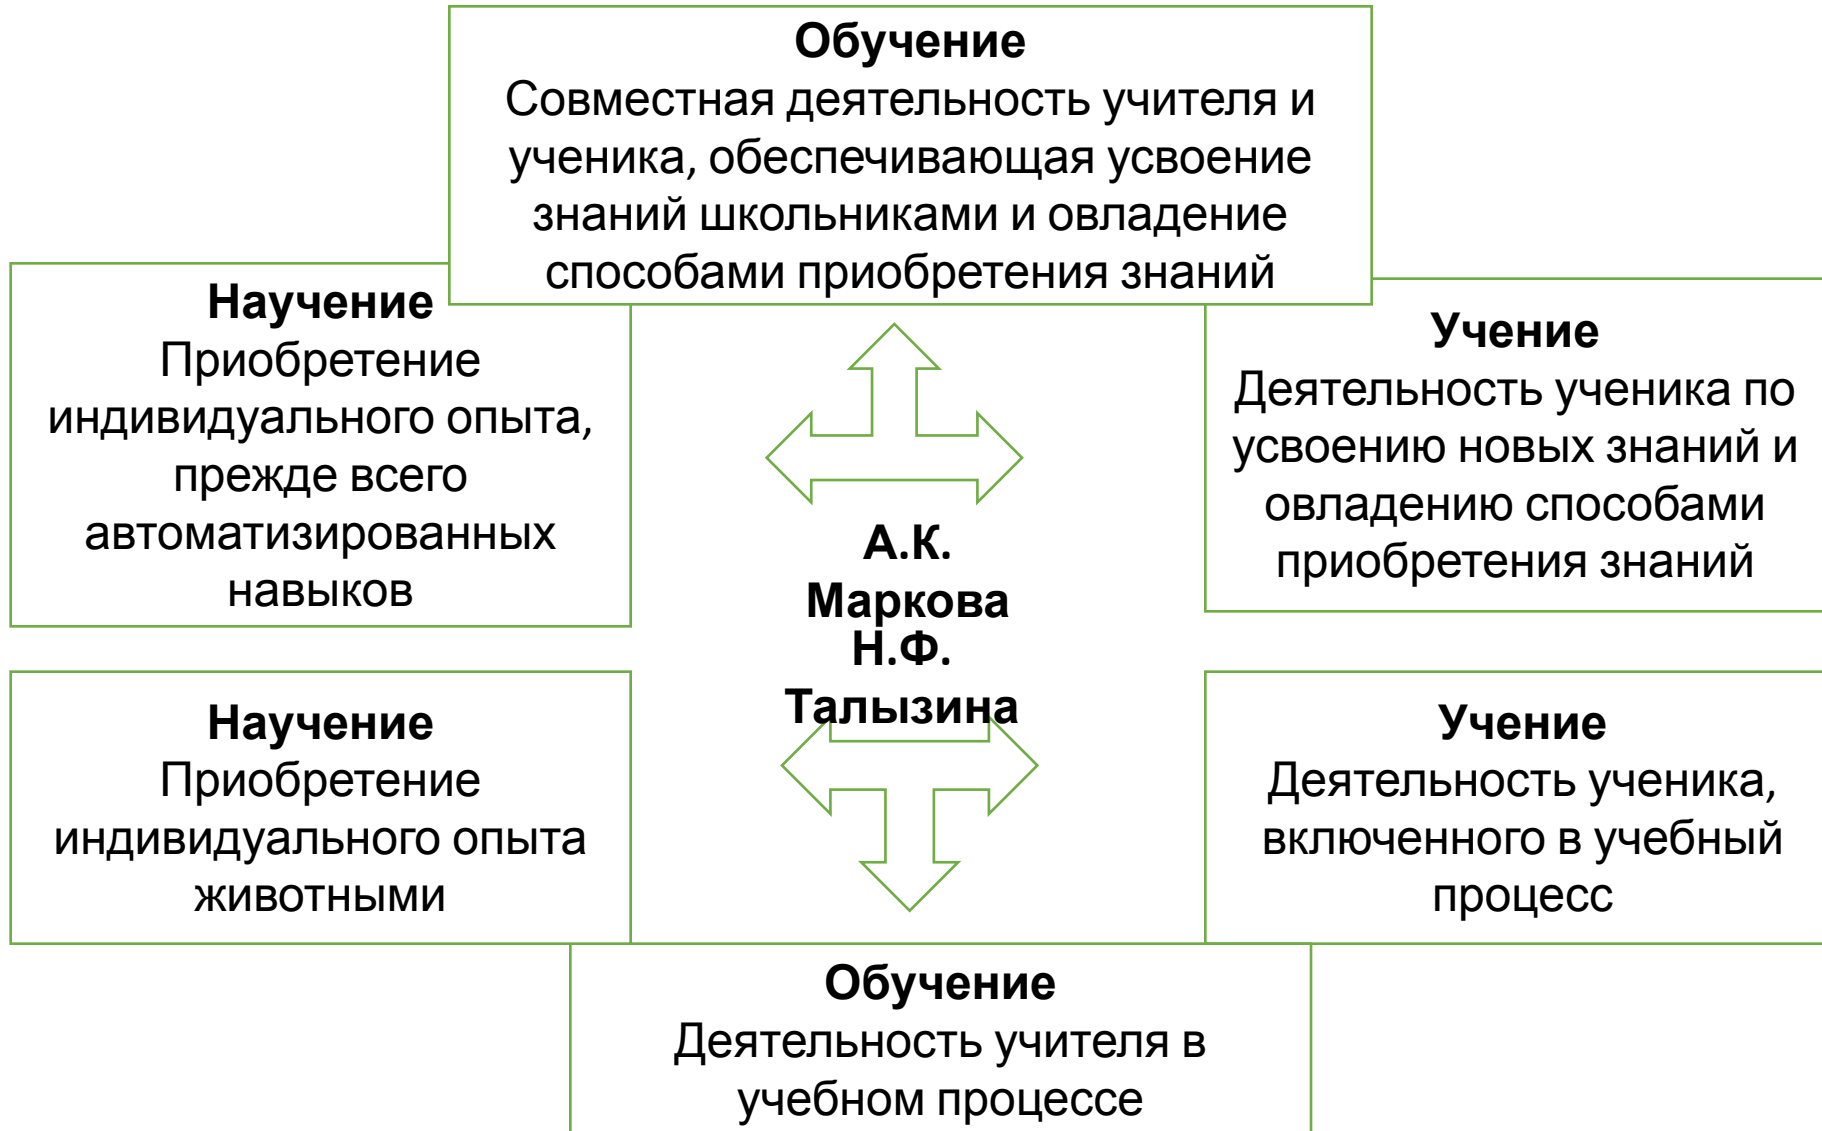 Обучение
Совместная деятельность учителя и
ученика, обеспечивающая усвоение
знаний школьниками и овладение
способами приобретения знаний
Научение
Приобретение
индивидуального опыта,
прежде всего
автоматизированных
навыков
Учение
Деятельность ученика по
усвоению новых знаний и
овладению способами
приобретения знаний
А.К.
Маркова
Н.Ф.
Талызина
Научение
Приобретение
индивидуального опыта
животными
Учение
Деятельность ученика,
включенного в учебный
процесс
Обучение
Деятельность учителя в
учебном процессе